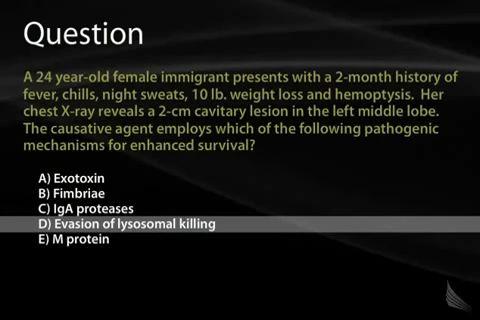 Question
A 24 year-old female immigrant presents with a 2-month history of
fever, chills, night sweats, 10 lb. weight loss and hemoptysis. Her
chest X-ray reveals a 2-cm cavitary lesion in the left middle lobe.
The causative agent employs which of the following pathogenic
mechanisms for enhanced survival?
A) Exotoxin
B) Fimbriae
C) IgA proteases
D) Evasion of lysosomal killing
E) M protein